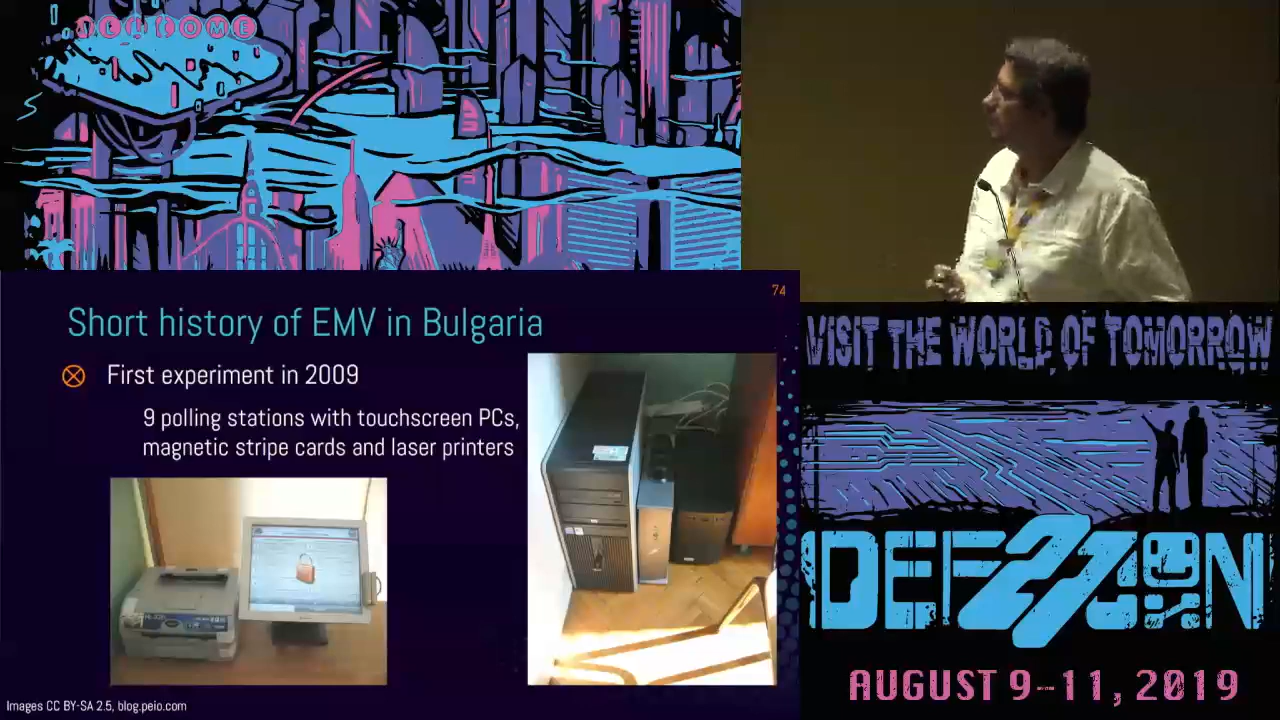 WELCOME
74
Short history of EMV in Bulgaria
First experiment in 2009
9 polling stations with touchscreen PCs,
magnetic stripe cards and laser printers
Images CC BY-SA 2.5, blog.peio.com
VISIT THE WORLD OF TOMORROW
DEF 27 CON
AUGUST 9-11, 2019